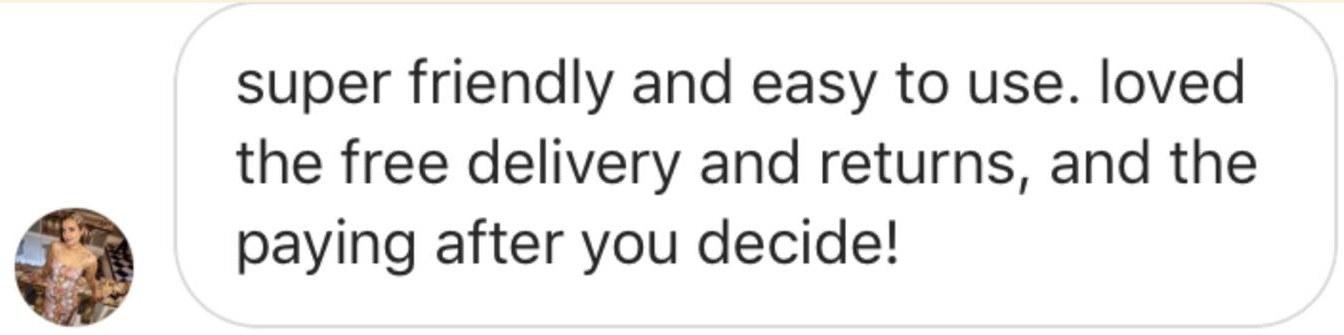 super friendly and easy to use. loved
the free delivery and returns, and the
paying after you decide!